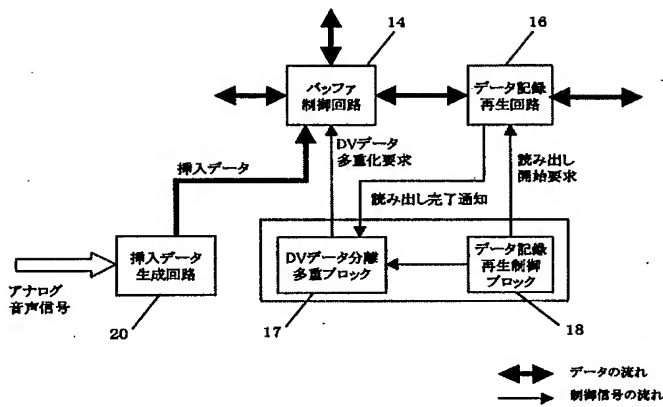 14
16
バッファ
制御回路
データ記録
再生回路
挿入データ
DVデータ
多重化要求
読み出し
開始要求
読み出し完了通知
挿入データ
生成回路
DVデータ分離
多重ブロック
データ記録
再生制御
ブロック
アナログ
音声信号
20
17
18
データの流れ
制御信号の流れ